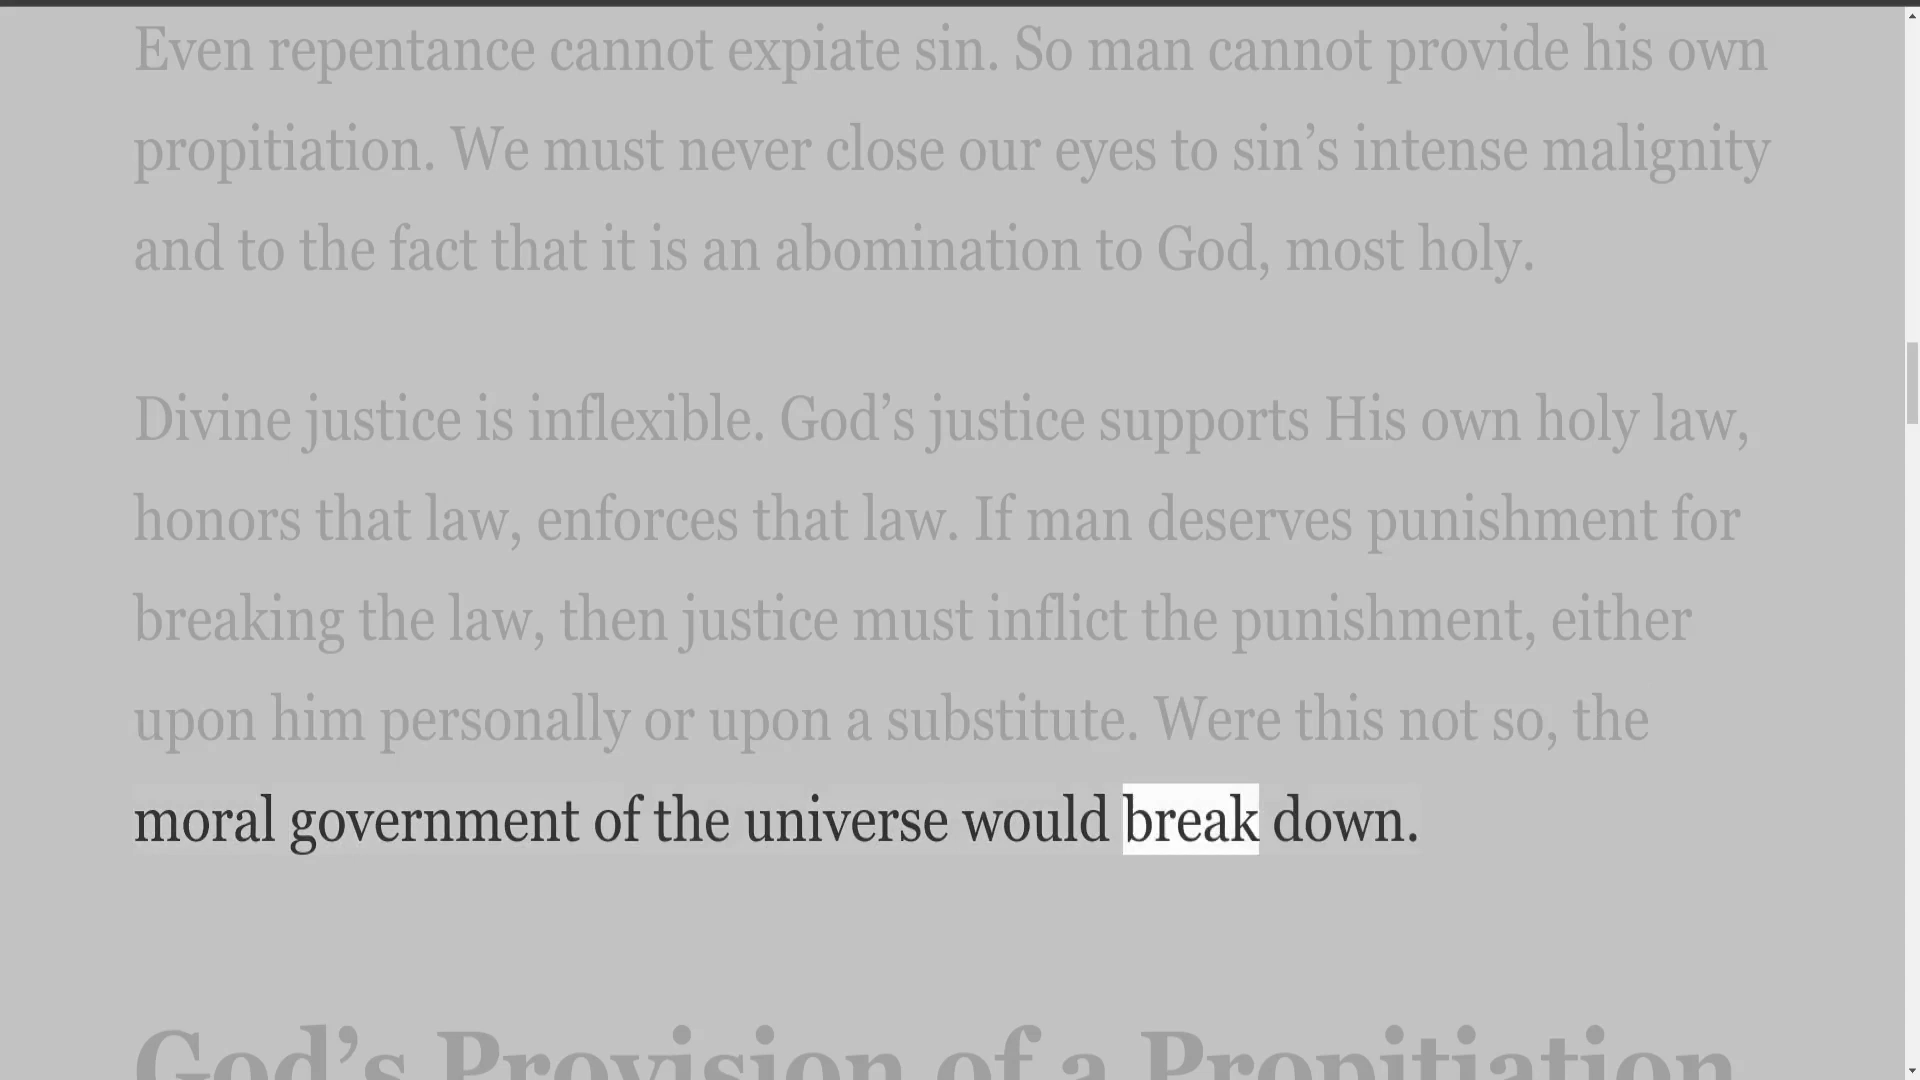 Even repentance cannot expiate sin. So man cannot provide his own
propitiation. We must never close our eyes to sin’s intense malignity
and to the fact that it is an abomination to God, most holy.
Divine justice is inflexible. God’s justice supports His own holy law,
honors that law, enforces that law. If man deserves punishment for
breaking the law, then justice must inflict the punishment, either
upon him personally or upon a substitute. Were this not so, the
moral government of the universe would break down.
God’s Provision of a Propitiation